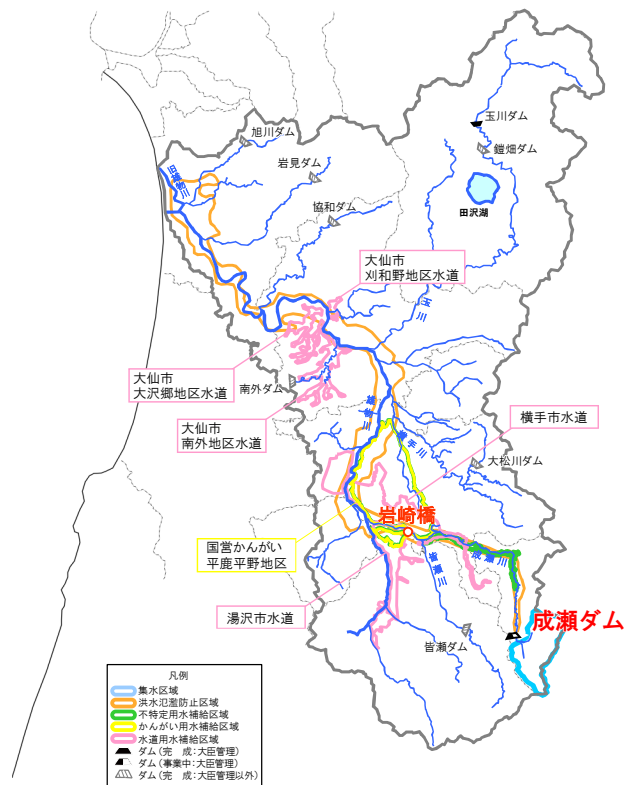 玉川ダム
旭川ダム
鎧畑ダム
岩見ダム
旧雄物川
田沢湖
協和ダム
大仙市
刈和野地区水道
玉川
大仙市
大沢郷地区水道
南外ダム
雄物川
大仙市
南外地区水道
横手市水道
横手川
大松川ダム
岩崎橋
国営かんがい
平鹿平野地区
成瀬川
皆瀬川
湯沢市水道
成瀬ダム
皆瀬ダム
凡例
集水区域
洪水氾濫防止区域
不特定用水補給区域
かんがい用水補給区域
水道用水補給区域
ダム(完 成:大臣管理)
ダム(事業中:大臣管理)
ダム(完 成:大臣管理以外)